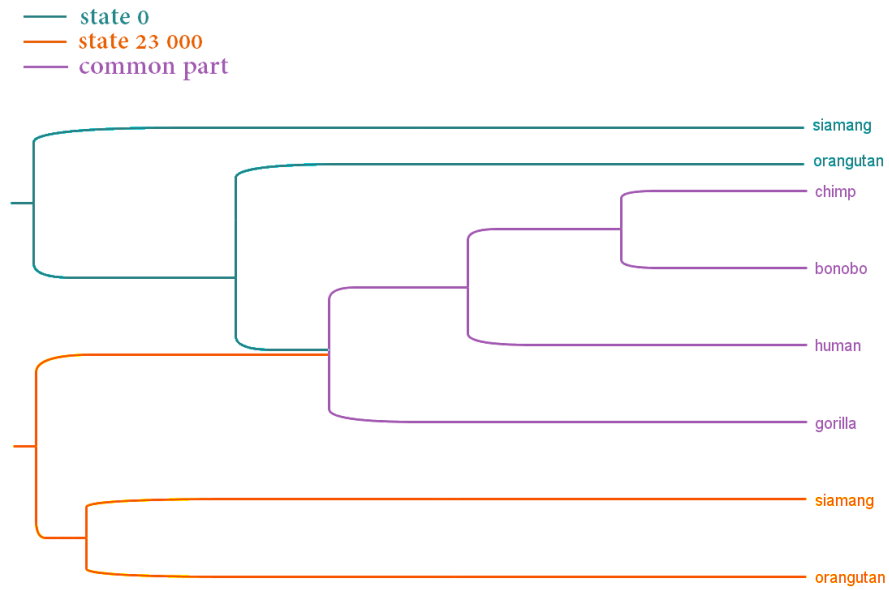 state 0
state 23 000
common part
siamang
orangutan
chimp
bonobo
human
gorilla
siamang
orangutan